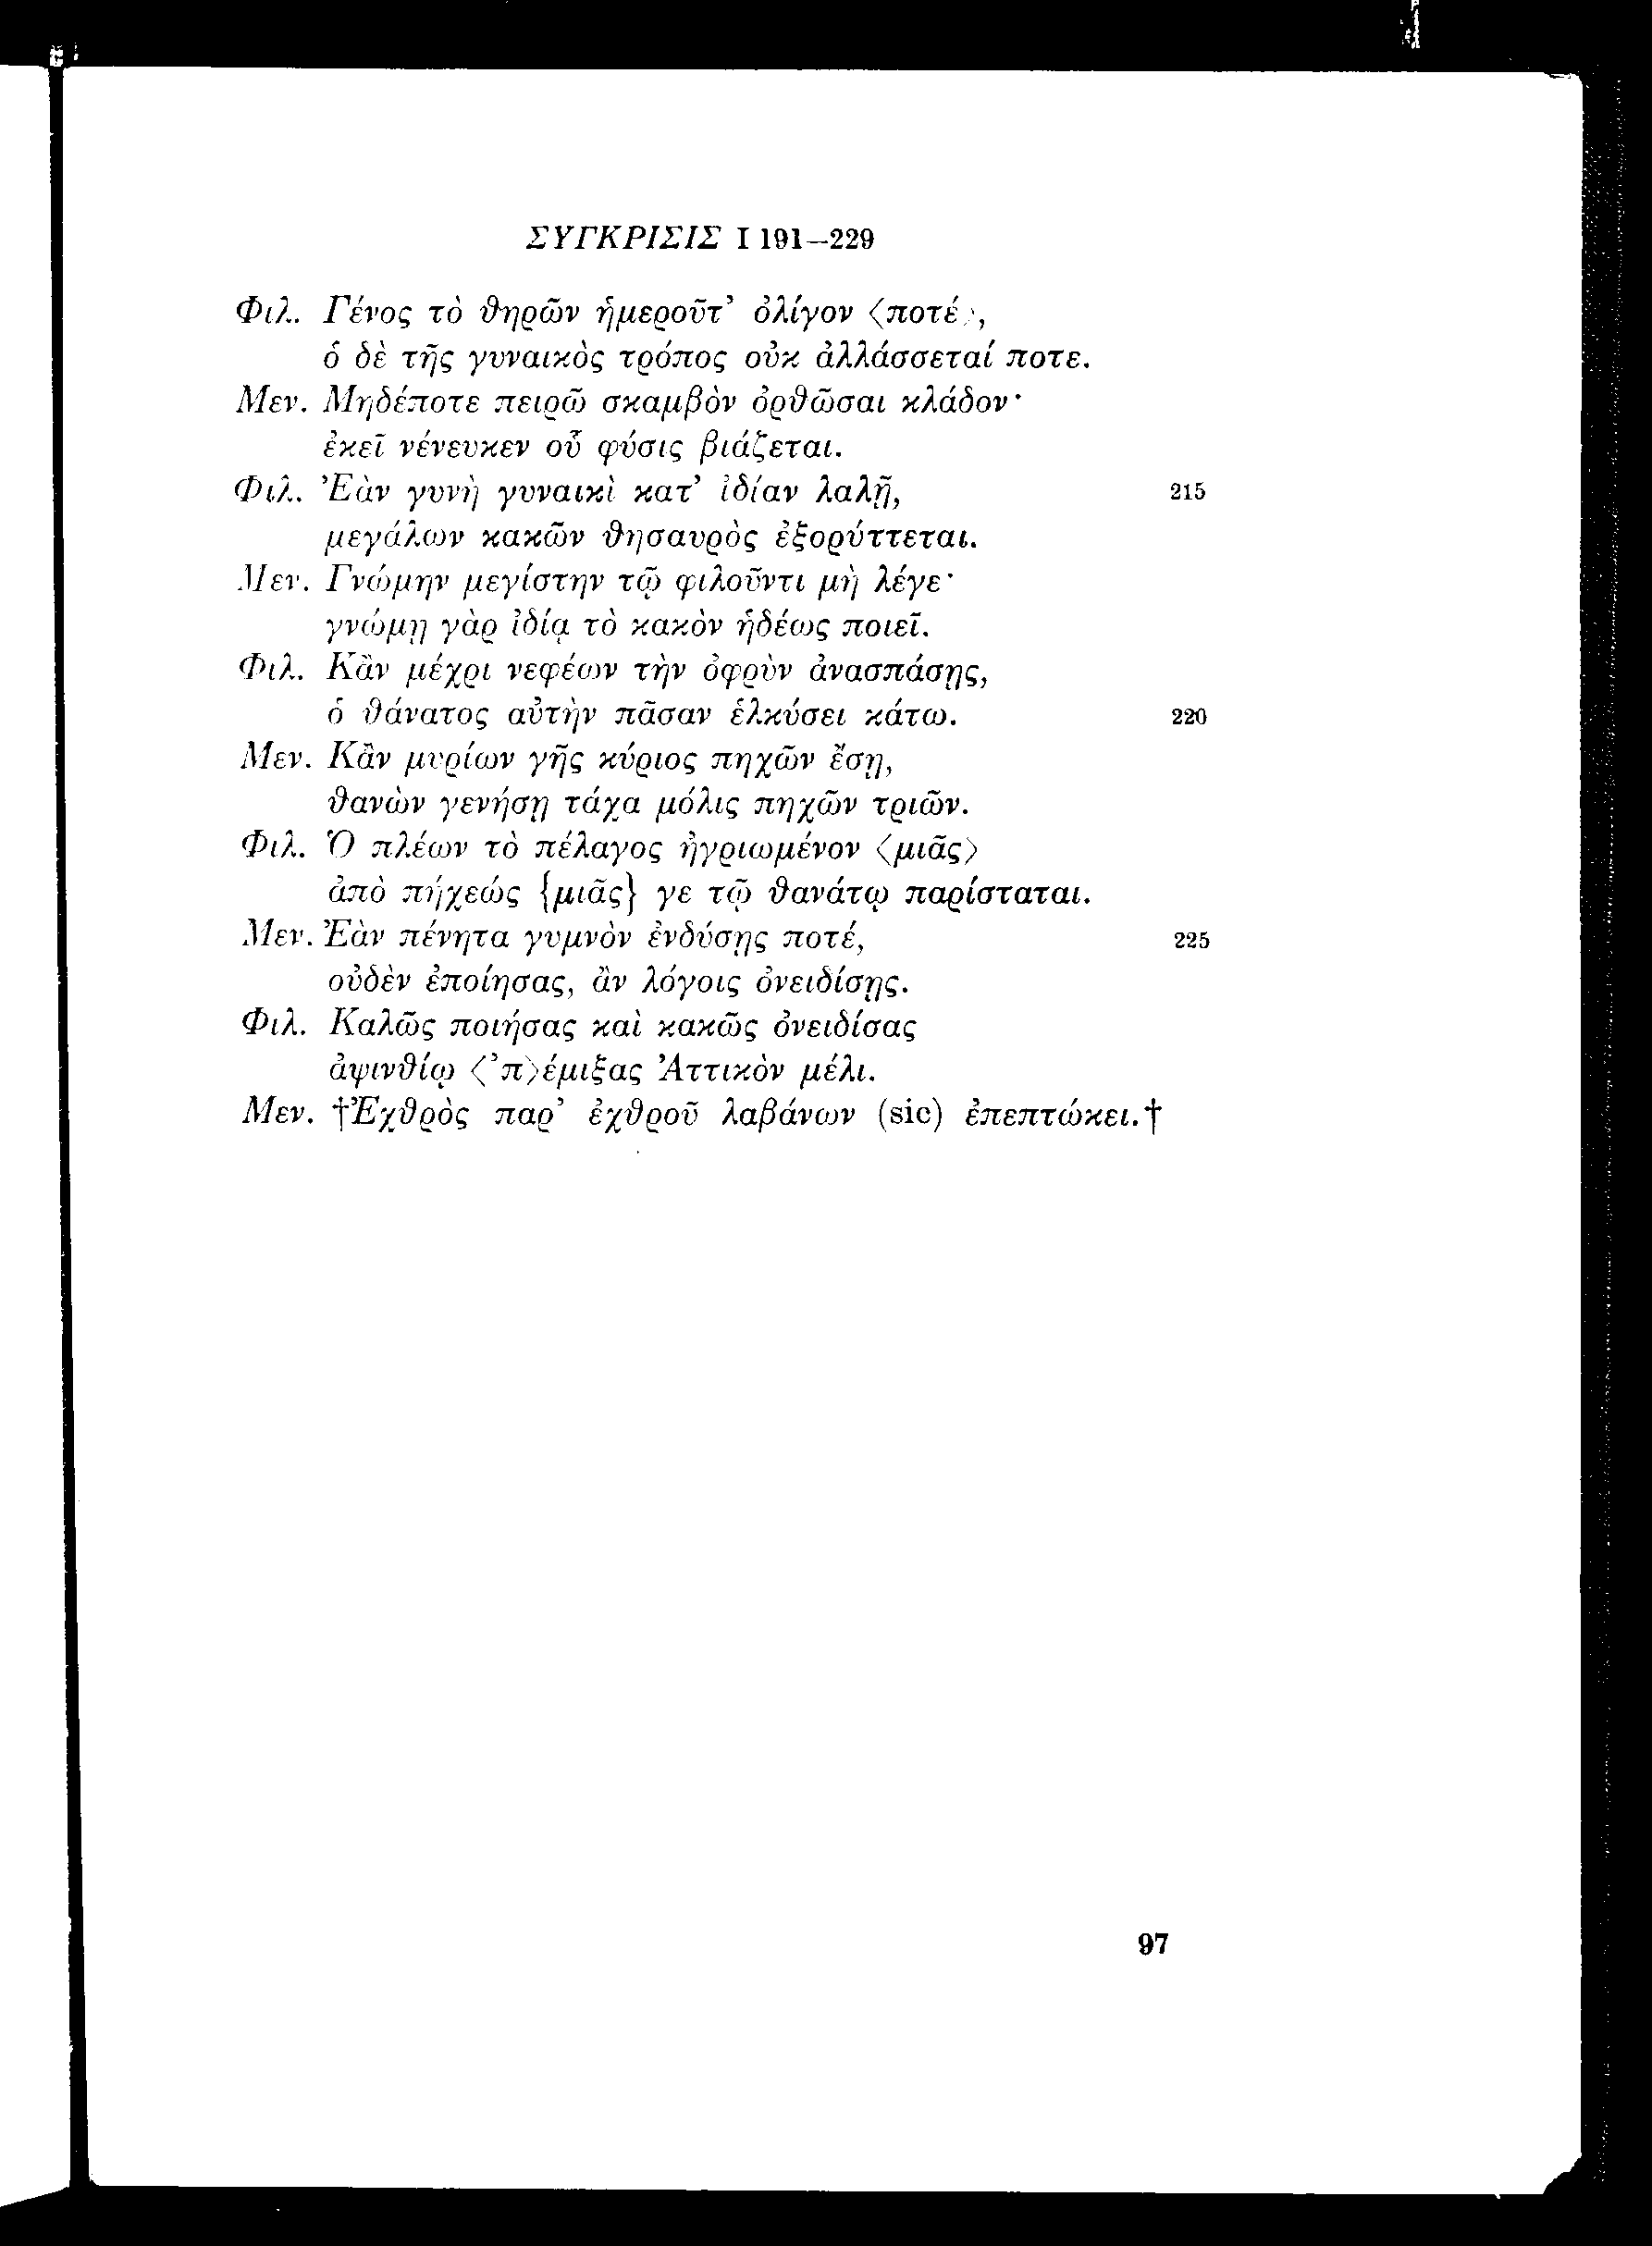 ΣΥΓΚΡΙΣΙΣ I 191–229
Φιλ. Γένος τὸ θηρῶν ἡμεροῦτ’ ὀλίγον ⟨ποτέ⟩,
ὁ δὲ τῆς γυναικὸς τρόπος οὐκ ἀλλάσσεταί ποτε.
Μεν. Μηδέποτε πειρῶ σκαμβὸν ὀρθῶσαι κλάδον·
ἐκεῖ νένευκεν οὗ φύσις βιάζεται.
Φιλ. Ἐὰν γυνὴ γυναικὶ κατ’ ἰδίαν λαλῇ, 215
μεγάλων κακῶν θησαυρὸς ἐξορύττεται.
Μεν. Γνώμην μεγίστην τῷ φιλοῦντι μὴ λέγε·
γνώμῃ γὰρ ἰδίᾳ τὸ κακὸν ἡδέως ποιεῖ.
Φιλ. Κἂν μέχρι νεφέων τὴν ὀφρὺν ἀνασπάσῃς,
ὁ θάνατος αὐτὴν πᾶσαν ἑλκύσει κάτω. 220
Μεν. Κἂν μυρίων γῆς κύριος πηχῶν ἔσῃ,
θανὼν γενήσῃ τάχα μόλις πηχῶν τριῶν.
Φιλ. Ὁ πλέων τὸ πέλαγος ἠγριωμένον ⟨μιᾶς⟩
ἀπὸ πήχεώς {μιᾶς} γε τῷ θανάτῳ παρίσταται.
Μεν. Ἐὰν πένητα γυμνὸν ἐνδύσῃς ποτέ, 225
οὐδὲν ἐποίησας, ἂν λόγοις ὀνειδίσῃς.
Φιλ. Καλῶς ποιήσας καὶ κακῶς ὀνειδίσας
ἀψινθίῳ ⟨’π⟩έμιξας Ἀττικὸν μέλι.
Μεν. †Ἐχθρὸς παρ’ ἐχθροῦ λαβάνων (sic) ἐπεπτώκει.†
97